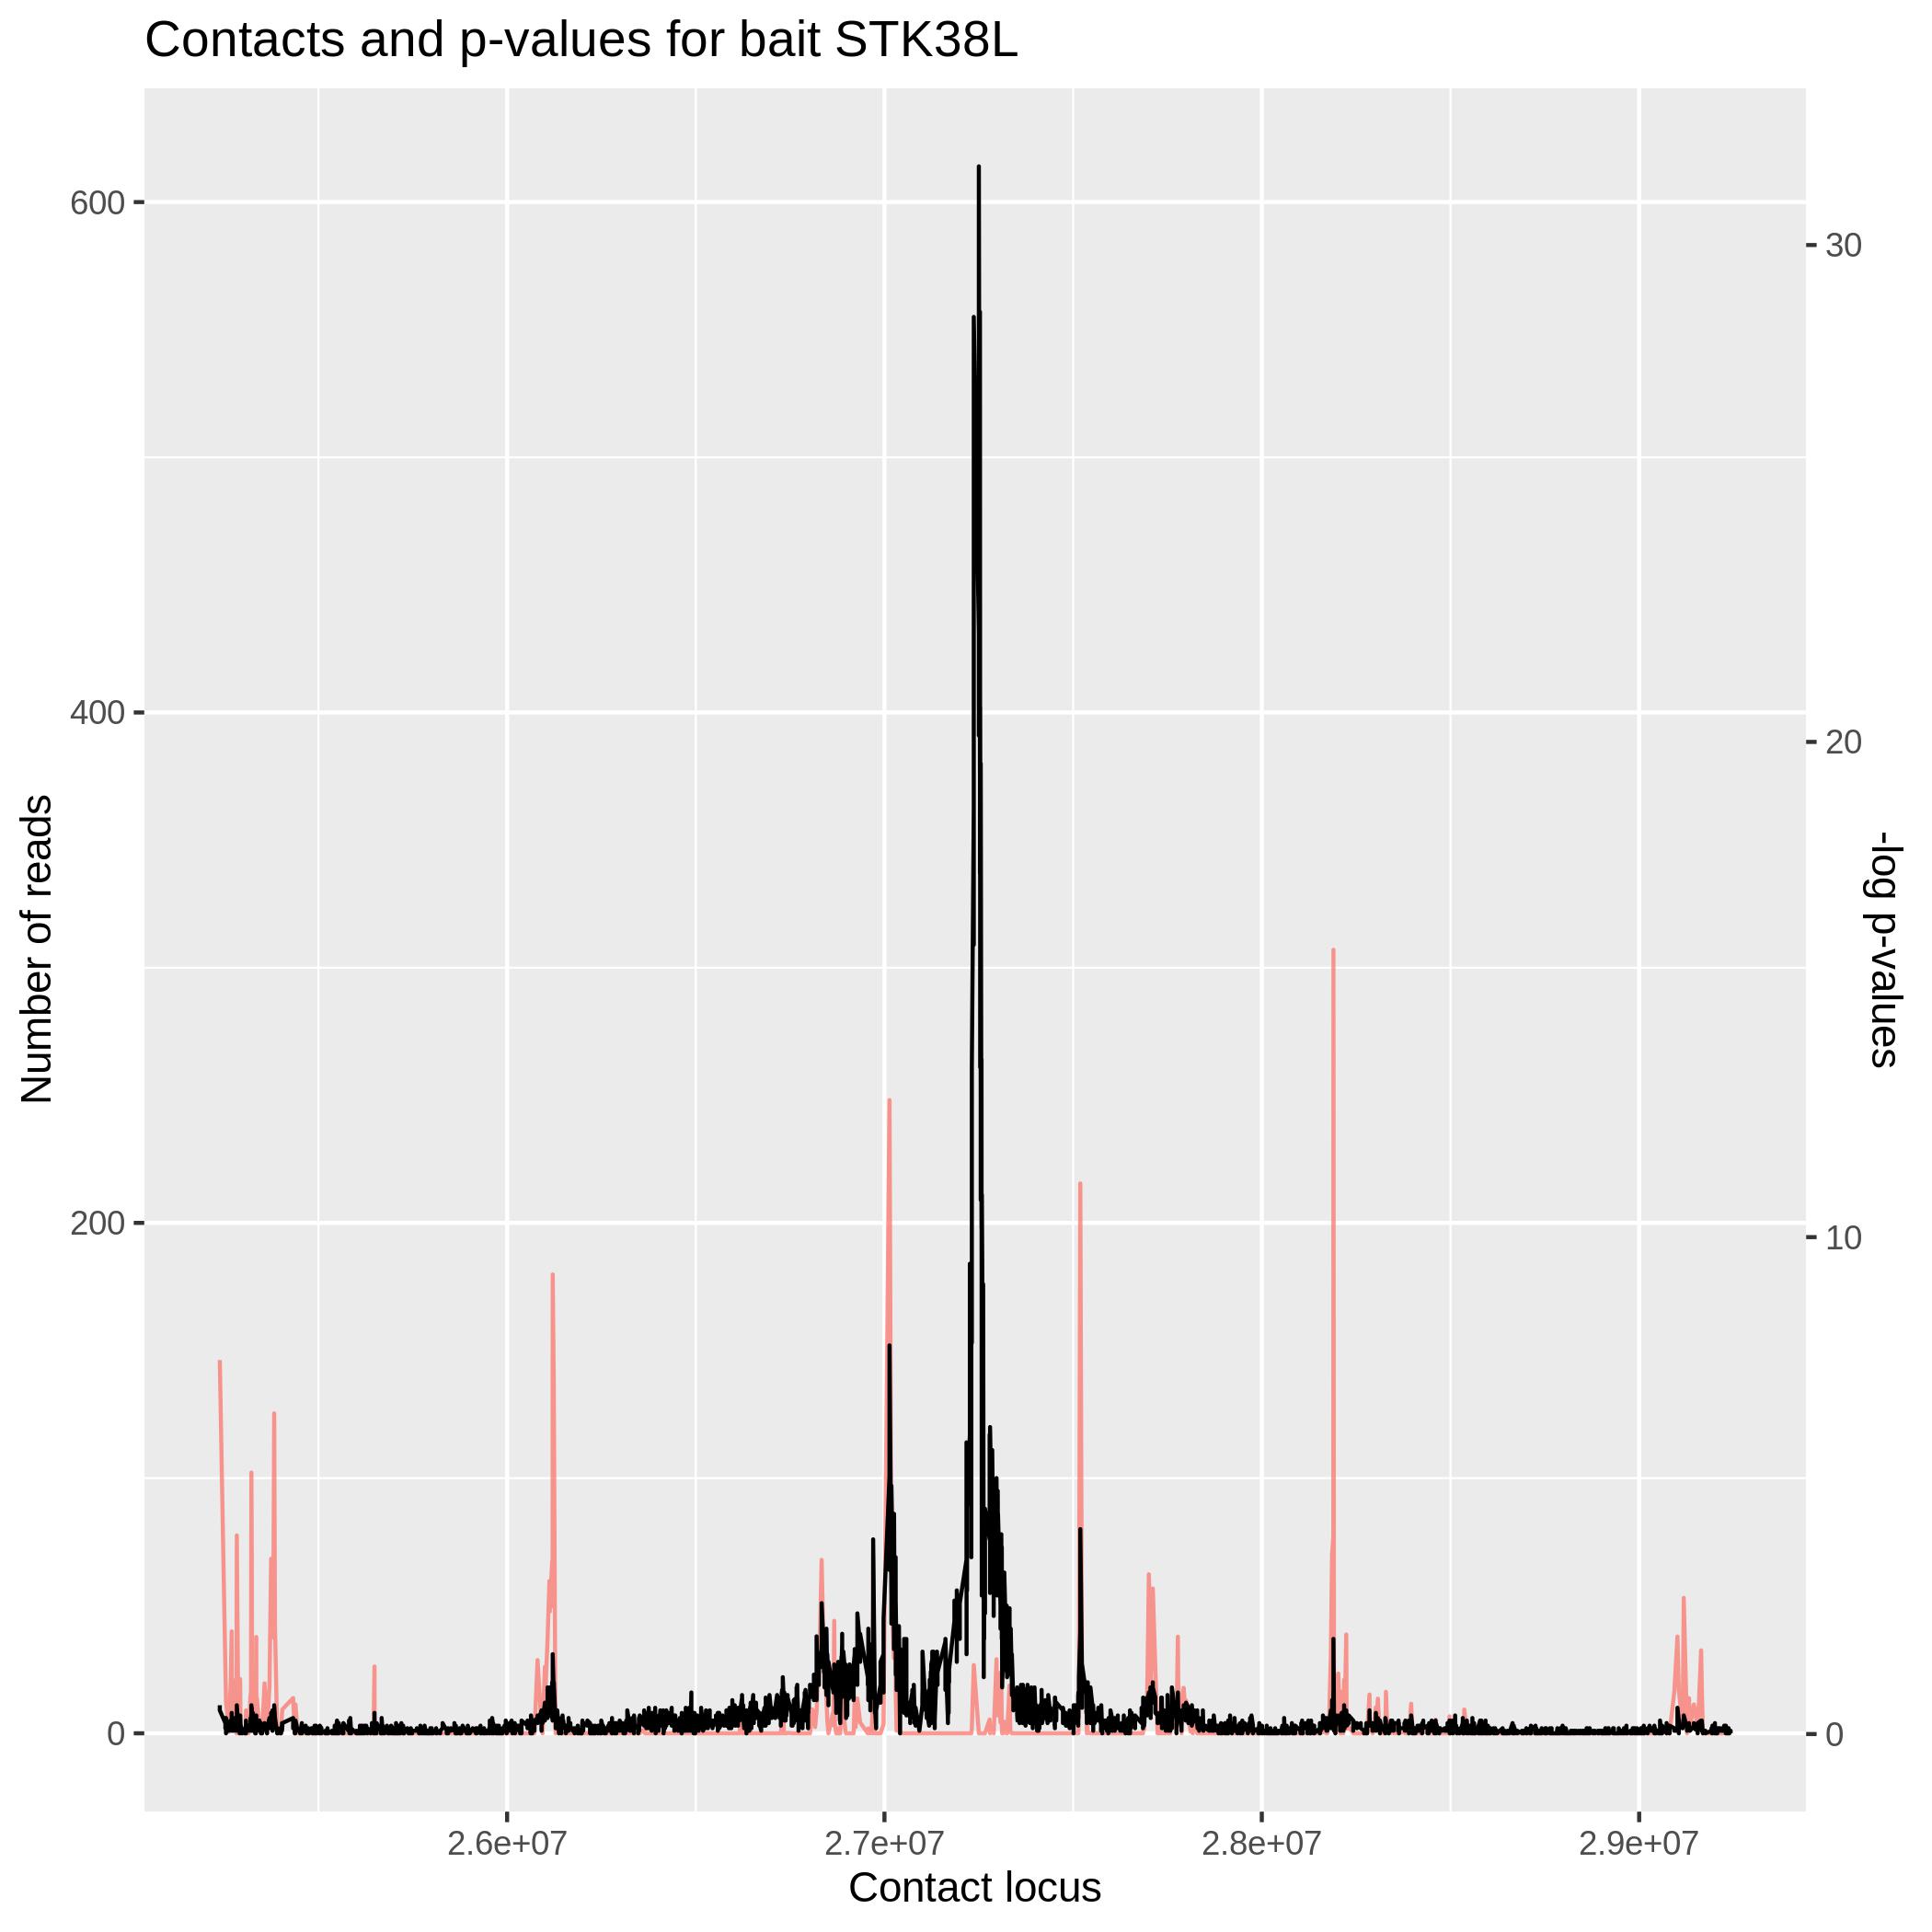 Contacts and p-values for bait STK38L
600
400
200
0
Number of reads
30
20
10
0
-log p-values
2.6e+07
2.7e+07
2.8e+07
2.9e+07
Contact locus